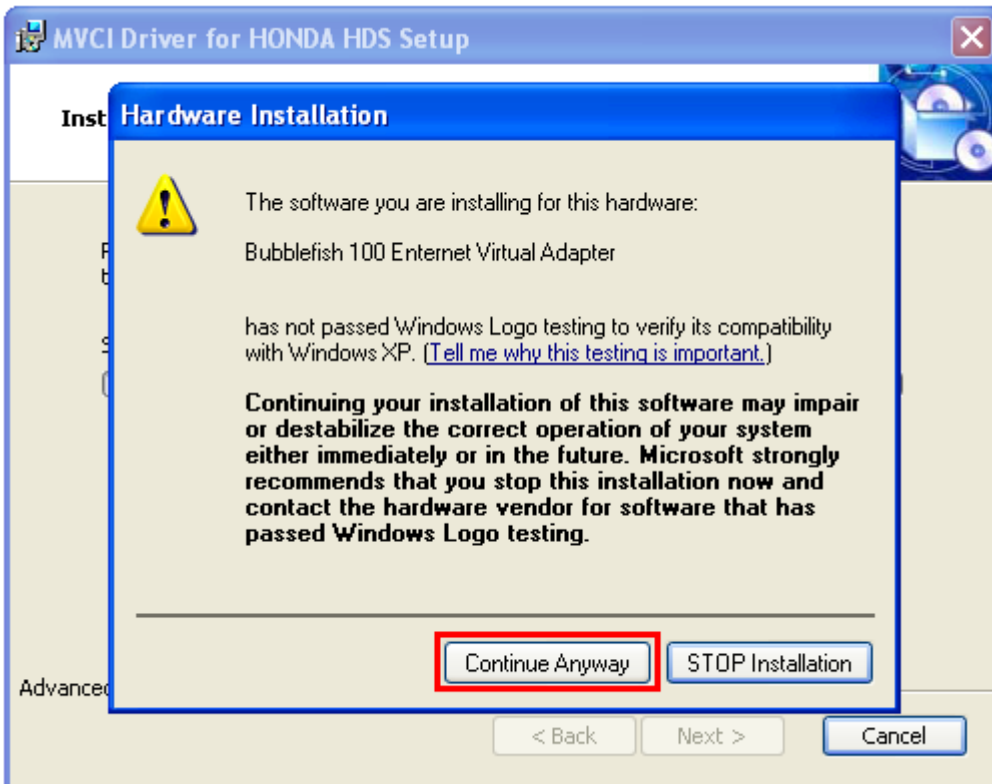 MVCI Driver for HONDA HDS Setup
Inst
Hardware Installation
The software you are installing for this hardware:
Bubblefish 100 Enternet Virtual Adapter
has not passed Windows Logo testing to verify its compatibility
with Windows XP. (Tell me why this testing is important.)
Continuing your installation of this software may impair
or destabilize the correct operation of your system
either immediately or in the future. Microsoft strongly
recommends that you stop this installation now and
contact the hardware vendor for software that has
passed Windows Logo testing.
Continue Anyway
STOP Installation
Advanced
< Back
Next >
Cancel